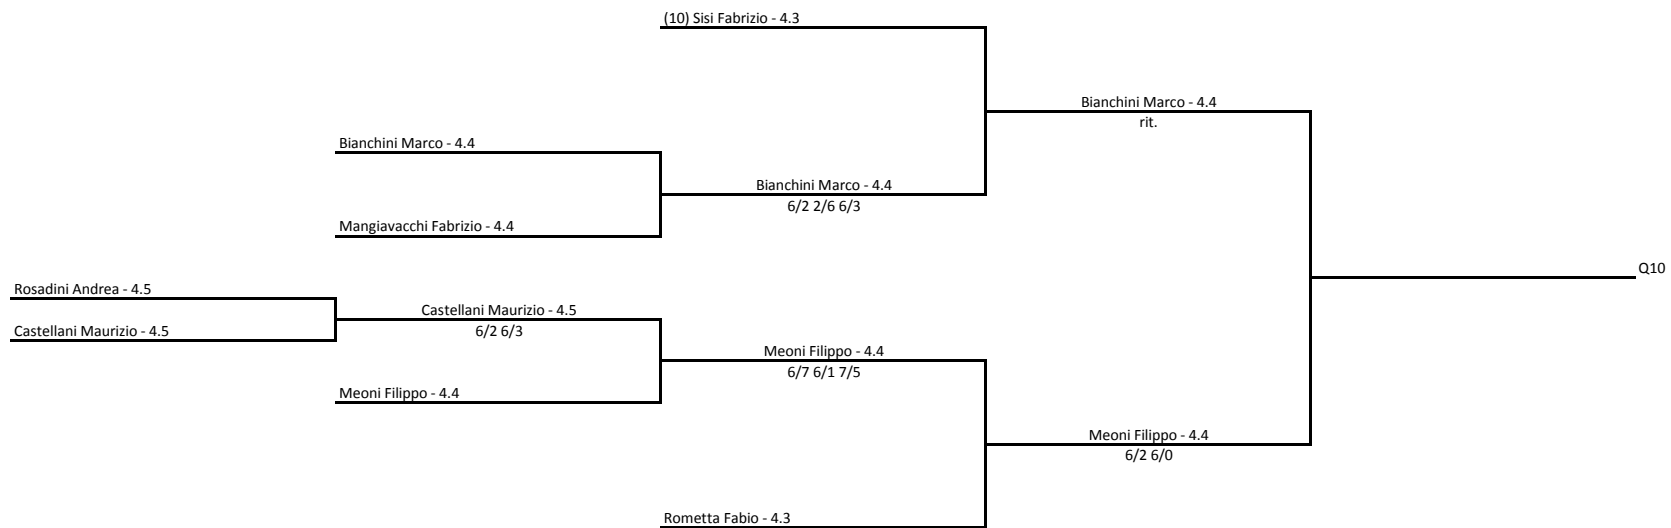 (10) Sisi Fabrizio - 4.3
Bianchini Marco - 4.4
rit.
Bianchini Marco - 4.4
Bianchini Marco - 4.4
6/2 2/6 6/3
Mangiavacchi Fabrizio - 4.4
Q10
Rosadini Andrea - 4.5
Castellani Maurizio - 4.5
6/2 6/3
Castellani Maurizio - 4.5
Meoni Filippo - 4.4
6/7 6/1 7/5
Meoni Filippo - 4.4
Meoni Filippo - 4.4
6/2 6/0
Rometta Fabio - 4.3